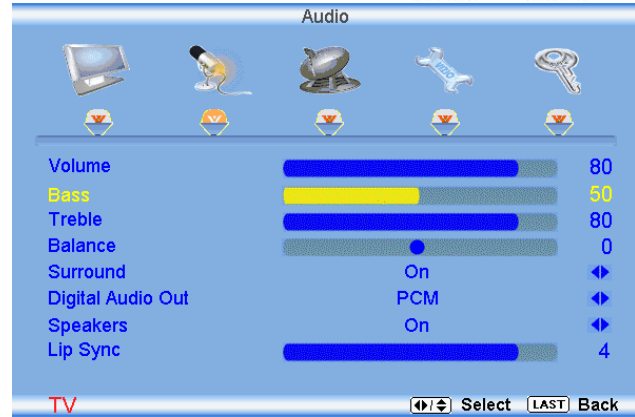 Audio
Volume 80
Bass 50
Treble 80
Balance 0
Surround On
Digital Audio Out PCM
Speakers On
Lip Sync 4
TV / Select LAST Back